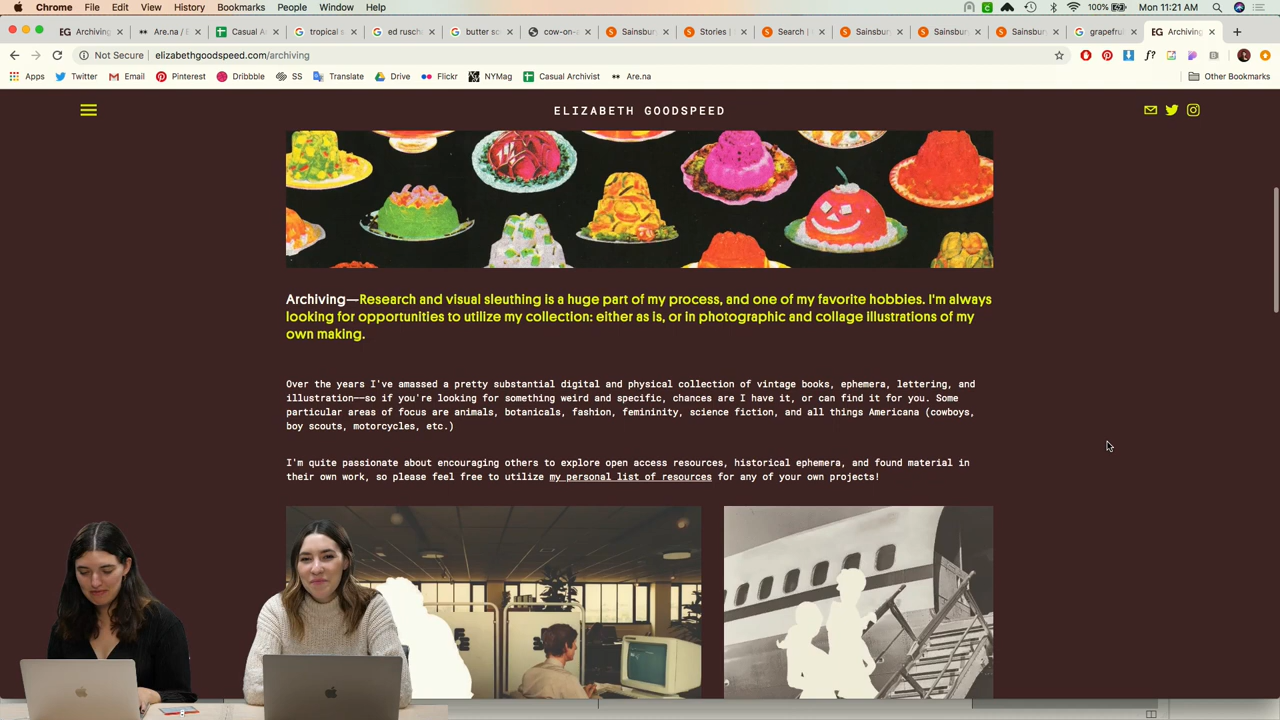 Chrome File Edit View History Bookmarks People Window Help 100% Mon 11:21 AM
EG Archiving Are.na / E Casual A tropical s ed rusch butter sc cow-on-a Sainsbur Stories | Search | Sainsbur Sainsbur Sainsbur grapefrui EG Archiving
Not Secure | elizabethgoodspeed.com/archiving
Apps Twitter Email Pinterest Dribbble SS Translate Drive Flickr NYMag Casual Archivist Are.na Other Bookmarks
ELIZABETH GOODSPEED
Archiving—Research and visual sleuthing is a huge part of my process, and one of my favorite hobbies. I'm always
looking for opportunities to utilize my collection: either as is, or in photographic and collage illustrations of my
own making.
Over the years I've amassed a pretty substantial digital and physical collection of vintage books, ephemera, lettering, and
illustration——so if you're looking for something weird and specific, chances are I have it, or can find it for you. Some
particular areas of focus are animals, botanicals, fashion, femininity, science fiction, and all things Americana (cowboys,
boy scouts, motorcycles, etc.)
I'm quite passionate about encouraging others to explore open access resources, historical ephemera, and found material in
their own work, so please feel free to utilize my personal list of resources for any of your own projects!